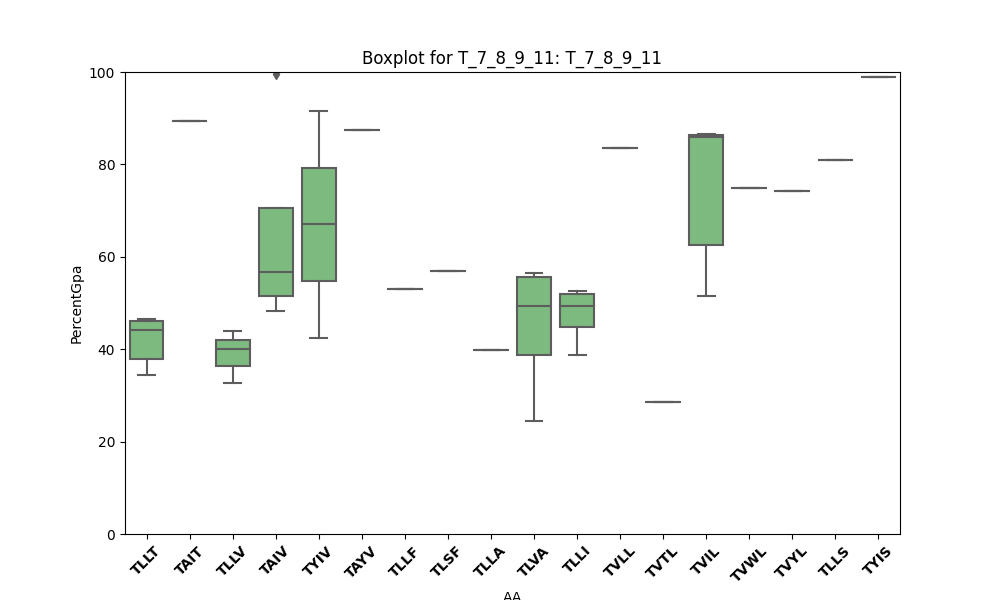 Boxplot for T_7_8_9_11: T_7_8_9_11
100
80
60
40
20
0
PercentGpa
TLLT TAIT TLLV TAIV TYIV TAYV TLLF TLSF TLLA TLVA TLLI TVLL TVTL TVIL TVWL TVYL TLLS TYIS
AA